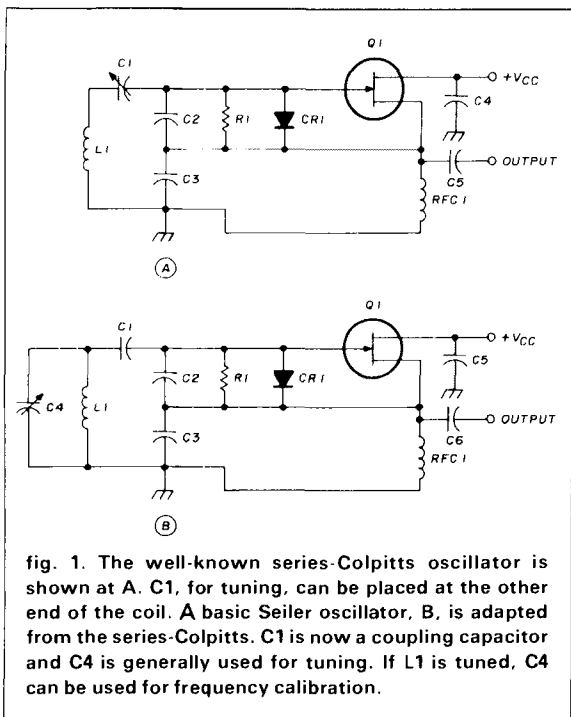 Q1
C1
+VCC
C2
R1
CR1
C4
L1
C3
C5
OUTPUT
RFC1
A
Q1
C1
+VCC
C2
R1
CR1
C5
C4
L1
C3
C6
OUTPUT
RFC1
B
fig. 1. The well-known series-Colpitts oscillator is
shown at A. C1, for tuning, can be placed at the other
end of the coil. A basic Seiler oscillator, B, is adapted
from the series-Colpitts. C1 is now a coupling capacitor
and C4 is generally used for tuning. If L1 is tuned, C4
can be used for frequency calibration.